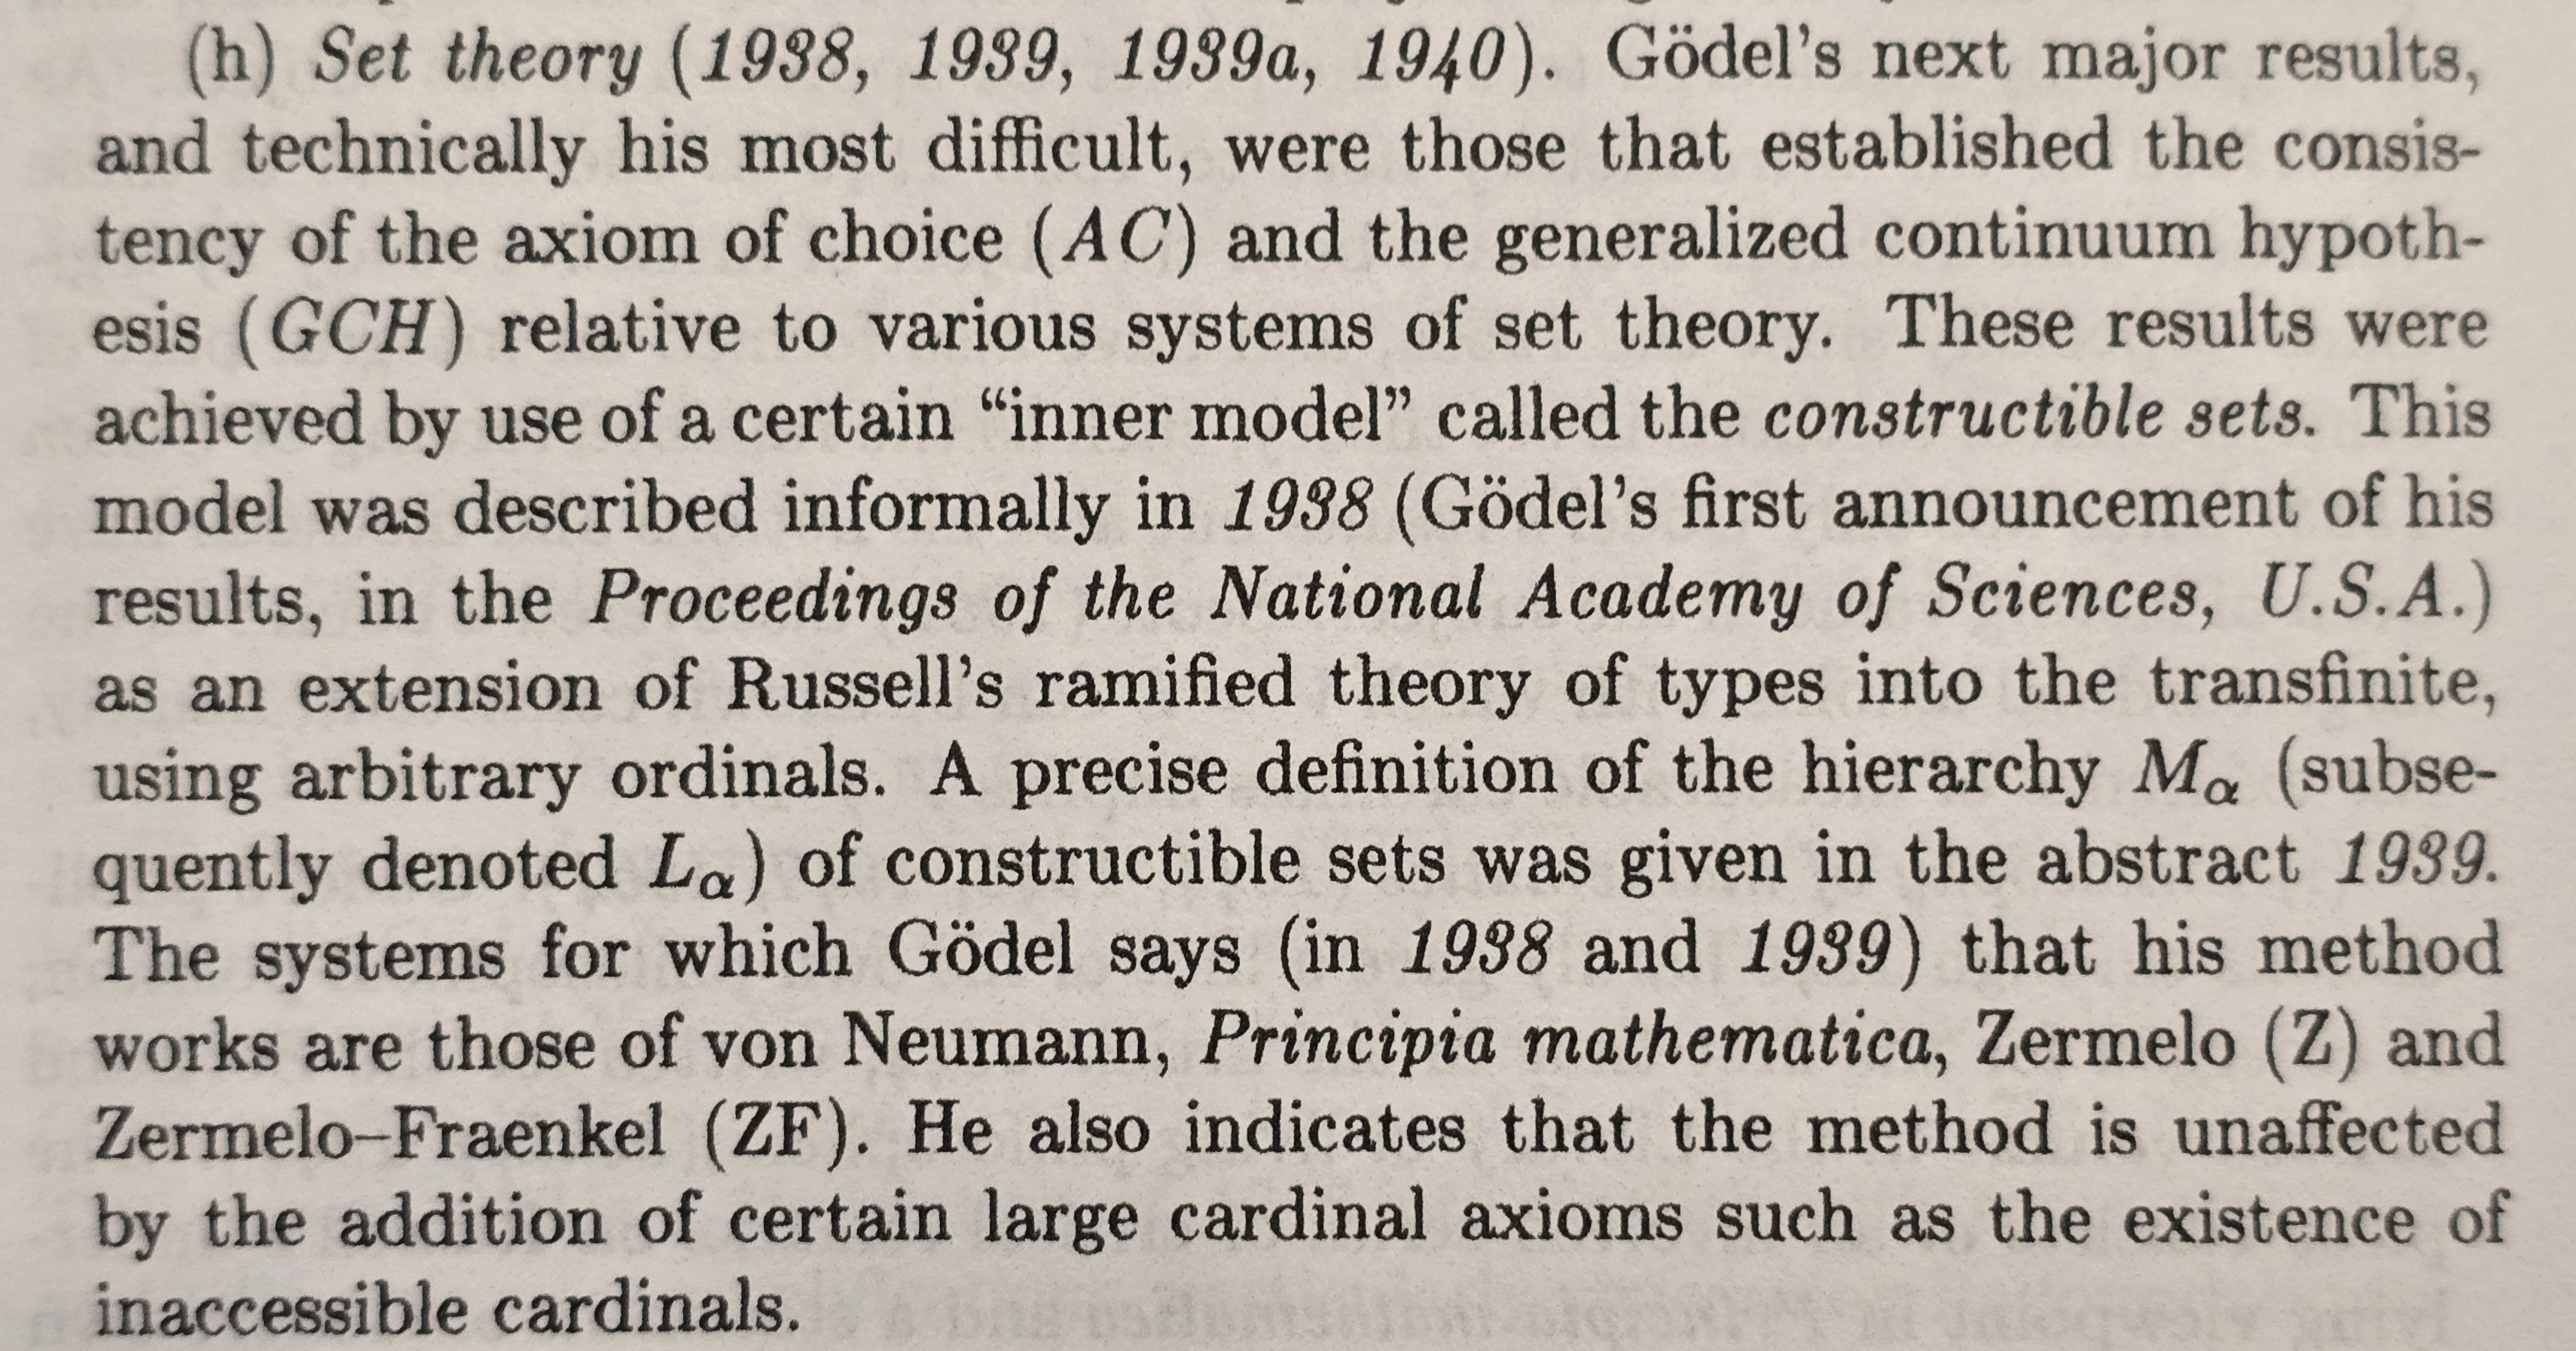 (h) Set theory (1938, 1939, 1939a, 1940). Gödel's next major results,
and technically his most difficult, were those that established the consis-
tency of the axiom of choice (AC) and the generalized continuum hypoth-
esis (GCH) relative to various systems of set theory. These results were
achieved by use of a certain “inner model” called the constructible sets. This
model was described informally in 1938 (Gödel's first announcement of his
results, in the Proceedings of the National Academy of Sciences, U.S.A.)
as an extension of Russell's ramified theory of types into the transfinite,
using arbitrary ordinals. A precise definition of the hierarchy Mα (subse-
quently denoted Lα) of constructible sets was given in the abstract 1939.
The systems for which Gödel says (in 1938 and 1939) that his method
works are those of von Neumann, Principia mathematica, Zermelo (Z) and
Zermelo–Fraenkel (ZF). He also indicates that the method is unaffected
by the addition of certain large cardinal axioms such as the existence of
inaccessible cardinals.